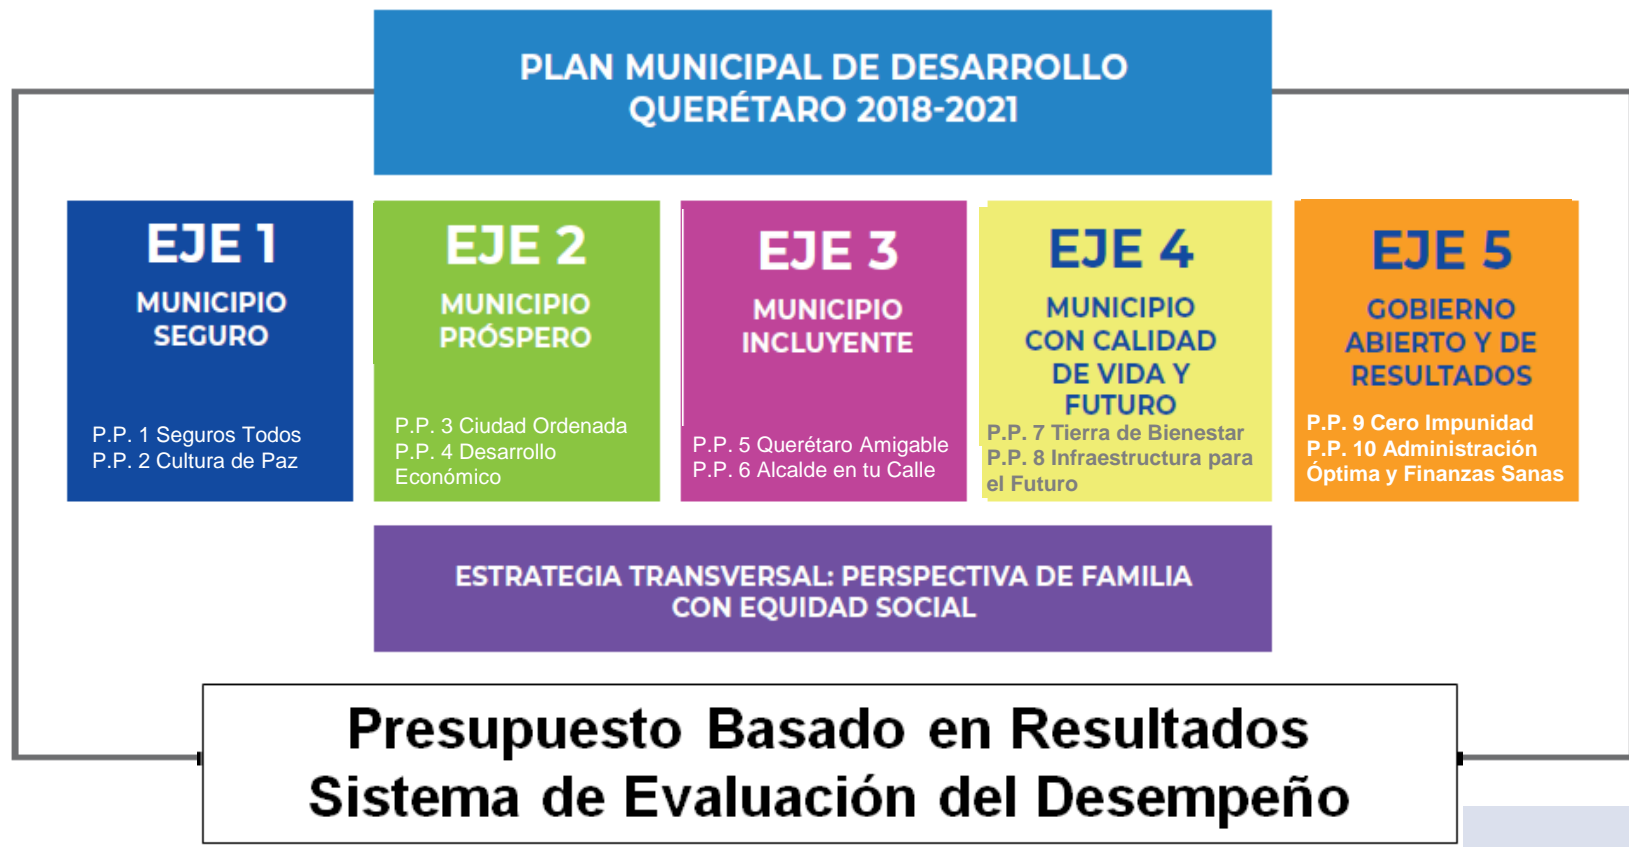 PLAN MUNICIPAL DE DESARROLLO
QUERÉTARO 2018-2021
EJE 1
MUNICIPIO
SEGURO
P.P. 1 Seguros Todos
P.P. 2 Cultura de Paz
EJE 2
MUNICIPIO
PRÓSPERO
P.P. 3 Ciudad Ordenada
P.P. 4 Desarrollo
Económico
EJE 3
MUNICIPIO
INCLUYENTE
P.P. 5 Querétaro Amigable
P.P. 6 Alcalde en tu Calle
EJE 4
MUNICIPIO
CON CALIDAD
DE VIDA Y
FUTURO
P.P. 7 Tierra de Bienestar
P.P. 8 Infraestructura para
el Futuro
EJE 5
GOBIERNO
ABIERTO Y DE
RESULTADOS
P.P. 9 Cero Impunidad
P.P. 10 Administración
Óptima y Finanzas Sanas
ESTRATEGIA TRANSVERSAL: PERSPECTIVA DE FAMILIA
CON EQUIDAD SOCIAL
Presupuesto Basado en Resultados
Sistema de Evaluación del Desempeño